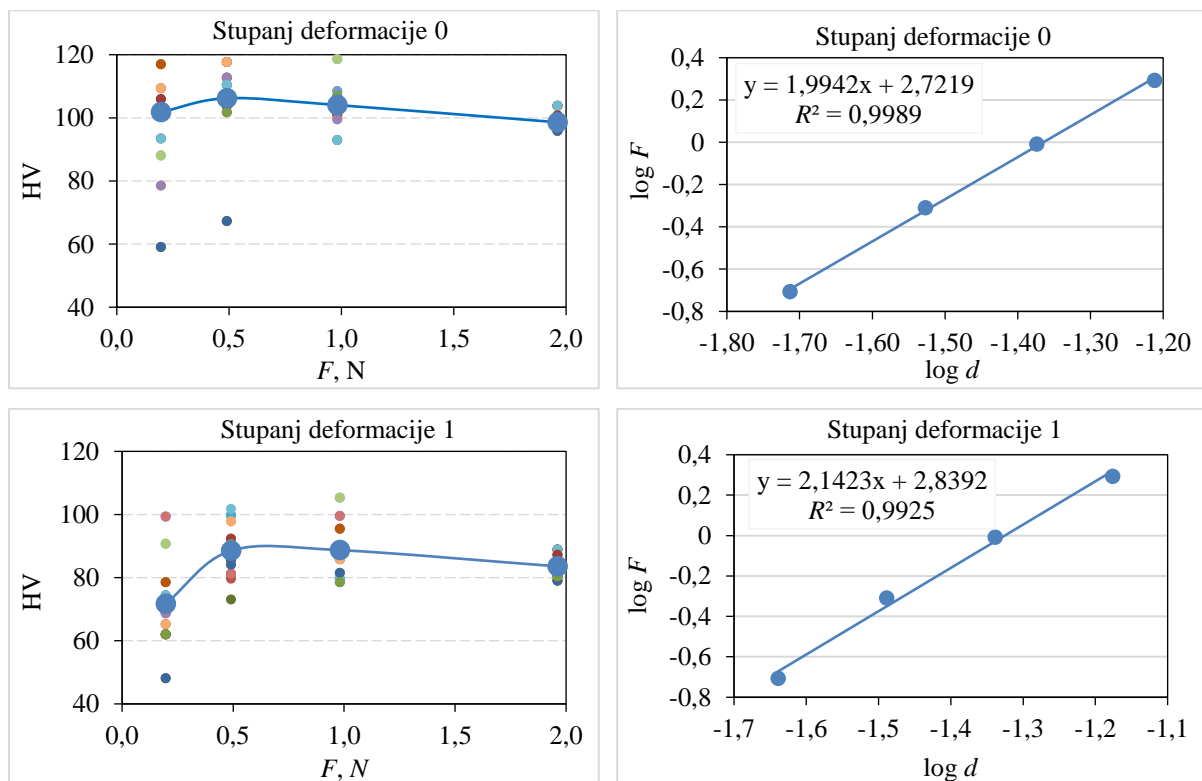 Stupanj deformacije 0
HV
120
100
80
60
40
0,0 0,5 1,0 1,5 2,0
F, N
Stupanj deformacije 0
y = 1,9942x + 2,7219
R² = 0,9989
log F
0,4
0,2
0
-0,2
-0,4
-0,6
-0,8
-1,80 -1,70 -1,60 -1,50 -1,40 -1,30 -1,20
log d
Stupanj deformacije 1
HV
120
100
80
60
40
0,0 0,5 1,0 1,5 2,0
F, N
Stupanj deformacije 1
y = 2,1423x + 2,8392
R² = 0,9925
log F
0,4
0,2
0
-0,2
-0,4
-0,6
-0,8
-1,7 -1,6 -1,5 -1,4 -1,3 -1,2 -1,1
log d